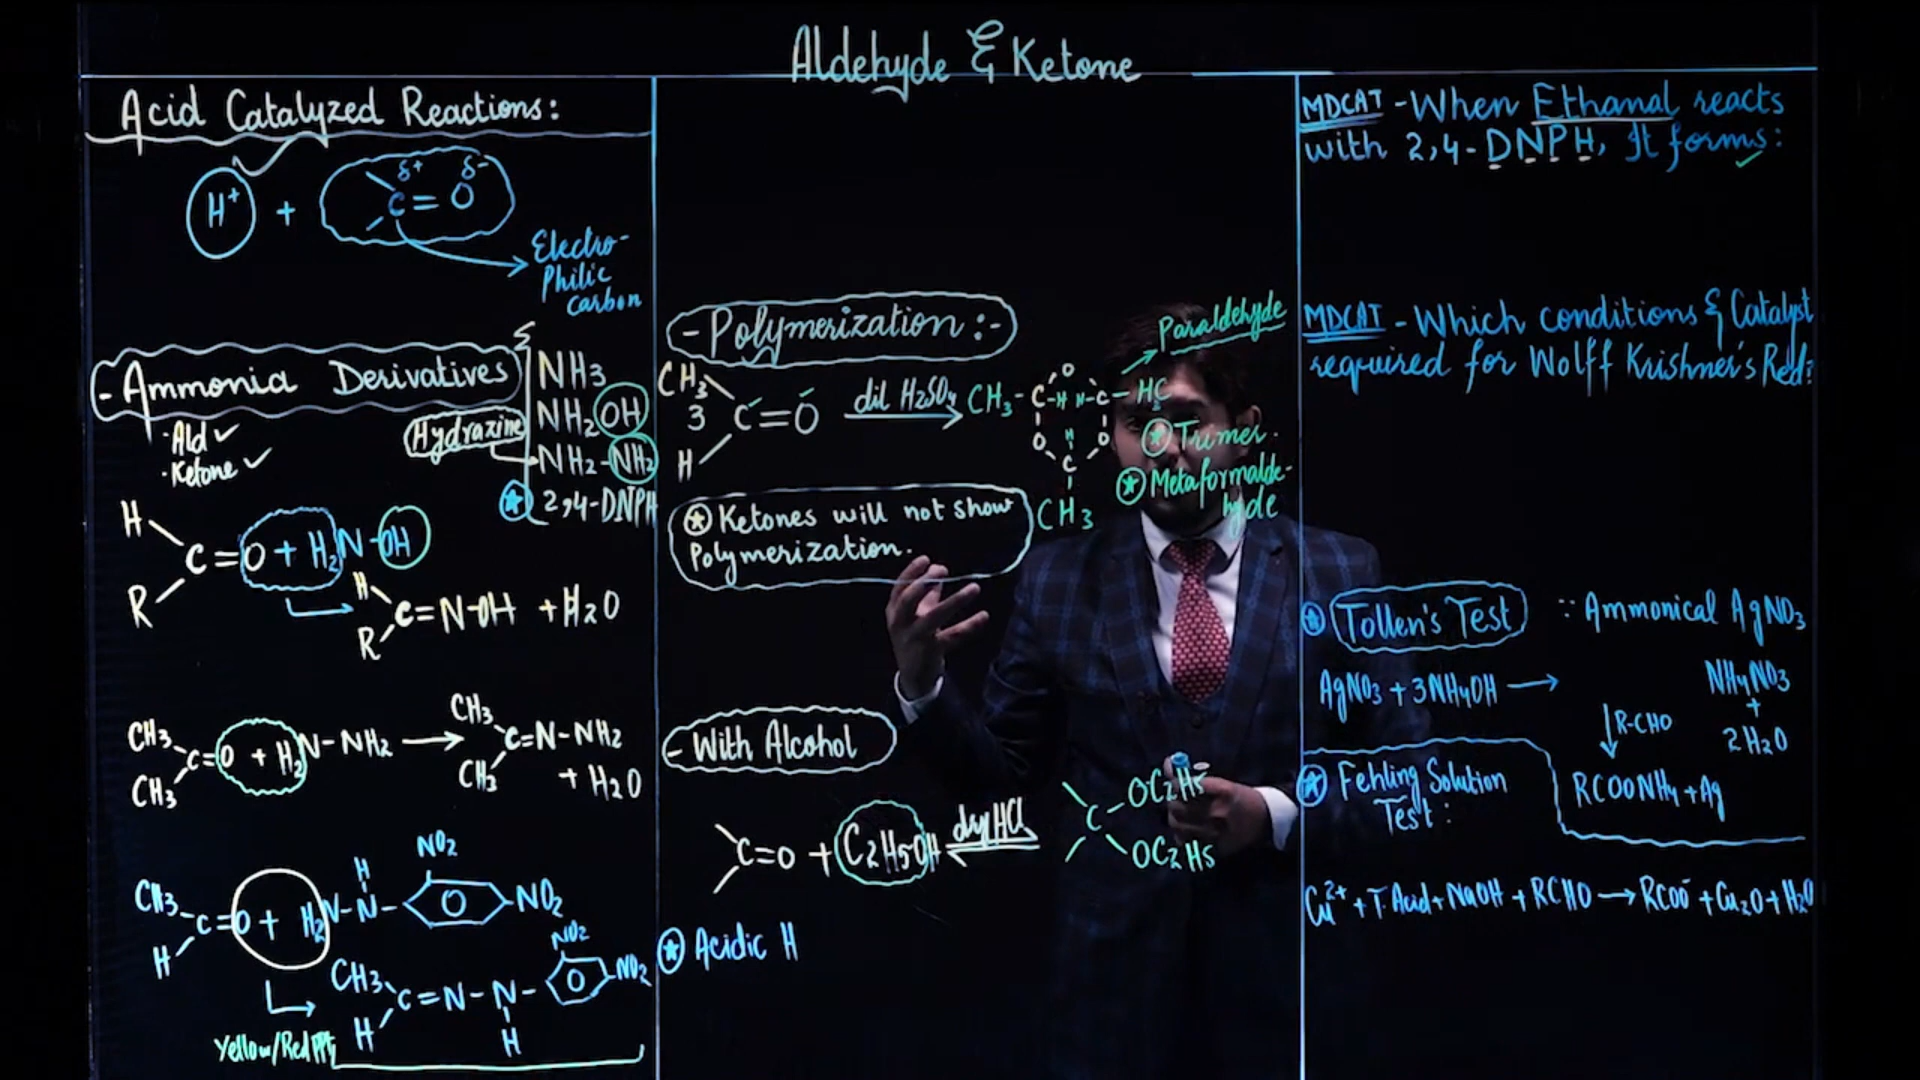 Aldehyde & Ketone
Acid Catalyzed Reactions:
H⁺ + C = O
δ+ δ-
Electro-
Philic
carbon
- Ammonia Derivatives
· Ald ✓
· Ketone ✓
Hydrazine
NH3
NH2OH
NH2-NH2
2,4-DNPH
H
C=O + H2N-OH
R
H
C=N-OH + H2O
R
CH3
C=O + H2N-NH2 → C=N-NH2
CH3
CH3
CH3
+ H2O
NO2
H
CH3
C=O + H2N-N- NO2
H
NO2
CH3
C=N-N- NO2
H
H
Yellow/Red PPt
- Polymerization:-
CH3
3 C=O dil H2SO4
H
CH3-C-H H-C-H3C
O
O O
H
C
CH3
Paraldehyde
Trimer.
Metaformalde-
hyde
Ketones will not show
Polymerization.
- With Alcohol
C=O + C2H5OH dry HCl
C
OC2H5
OC2H5
Acidic H
MDCAT - When Ethanal reacts
with 2,4-DNPH, It forms:
MDCAT - Which conditions & Catalyst
required for Wolff Krishner's Red?
Tollen's Test ∵ Ammonical AgNO3
AgNO3 + 3NH4OH →
NH4NO3
+
2H2O
↓R-CHO
RCOONH4 + Ag
Fehling Solution
Test:
Cu²⁺ + T.Acid + NaOH + RCHO → RCOO⁻ + Cu2O + H2O